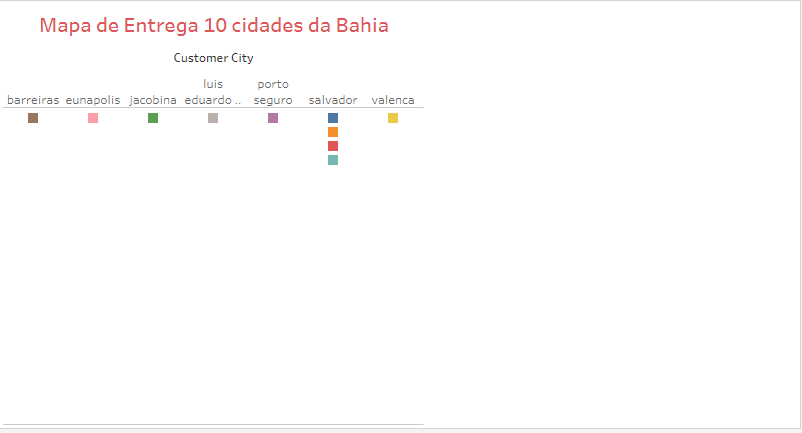 Mapa de Entrega 10 cidades da Bahia
Customer City
barreiras
eunapolis
jacobina
luis
eduardo ..
porto
seguro
salvador
valenca